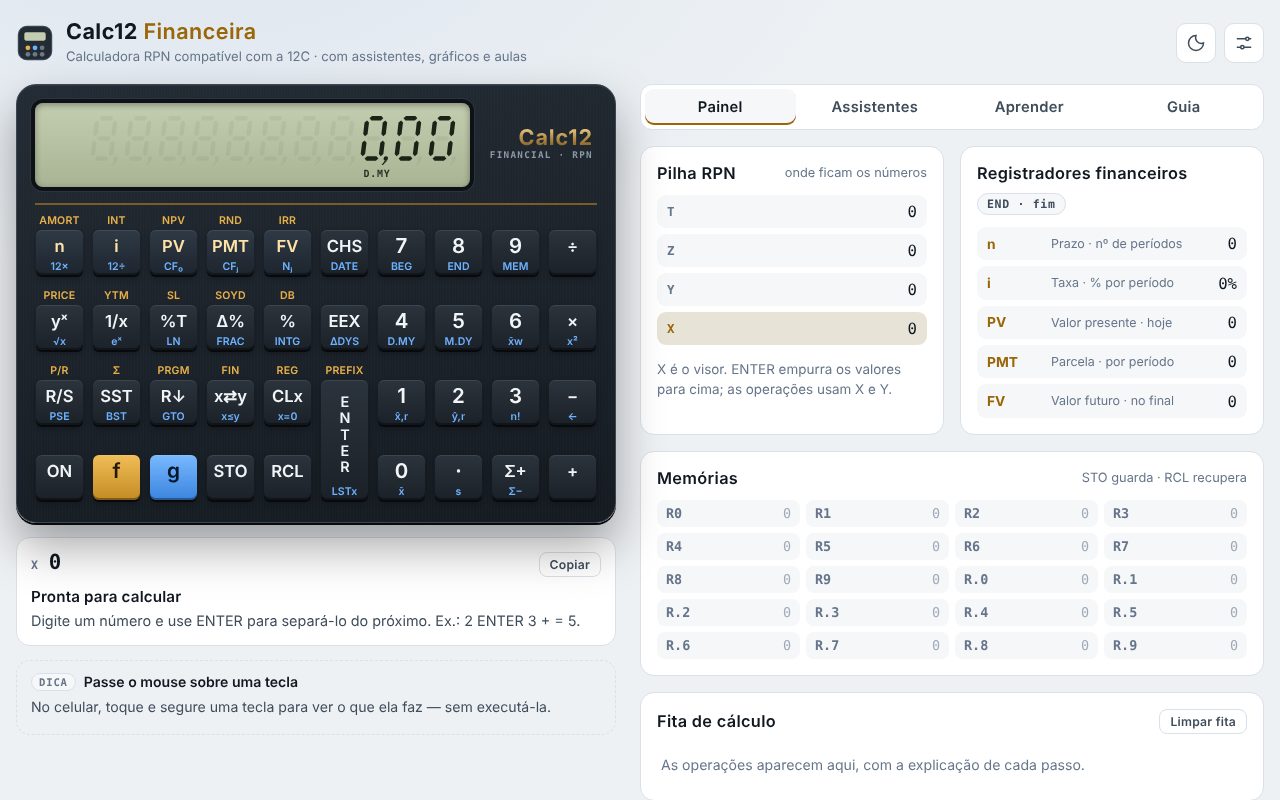 Calc12 Financeira
Calculadora RPN compatível com a 12C · com assistentes, gráficos e aulas
0,00
D.MY
Calc12
FINANCIAL · RPN
AMORT INT NPV RND IRR
n i PV PMT FV CHS 7 8 9 ÷
12× 12÷ CF₀ CFⱼ Nⱼ DATE BEG END MEM
PRICE YTM SL SOYD DB
yˣ 1/x %T Δ% % EEX 4 5 6 ×
√x eˣ LN FRAC INTG ΔDYS D.MY M.DY x̄w x²
P/R Σ PRGM FIN REG PREFIX
R/S SST R↓ x⇄y CLx ENTER 1 2 3 −
PSE BST GTO x≤y x=0 x̂,r ŷ,r n! ←
ON f g STO RCL 0 · Σ+ +
LSTx x̄ s Σ−
X 0
Copiar
Pronta para calcular
Digite um número e use ENTER para separá-lo do próximo. Ex.: 2 ENTER 3 + = 5.
DICA Passe o mouse sobre uma tecla
No celular, toque e segure uma tecla para ver o que ela faz — sem executá-la.
Painel Assistentes Aprender Guia
Pilha RPN onde ficam os números
T 0
Z 0
Y 0
X 0
X é o visor. ENTER empurra os valores
para cima; as operações usam X e Y.
Registradores financeiros
END · fim
n Prazo · nº de períodos 0
i Taxa · % por período 0%
PV Valor presente · hoje 0
PMT Parcela · por período 0
FV Valor futuro · no final 0
Memórias STO guarda · RCL recupera
R0 0 R1 0 R2 0 R3 0
R4 0 R5 0 R6 0 R7 0
R8 0 R9 0 R.0 0 R.1 0
R.2 0 R.3 0 R.4 0 R.5 0
R.6 0 R.7 0 R.8 0 R.9 0
Fita de cálculo Limpar fita
As operações aparecem aqui, com a explicação de cada passo.